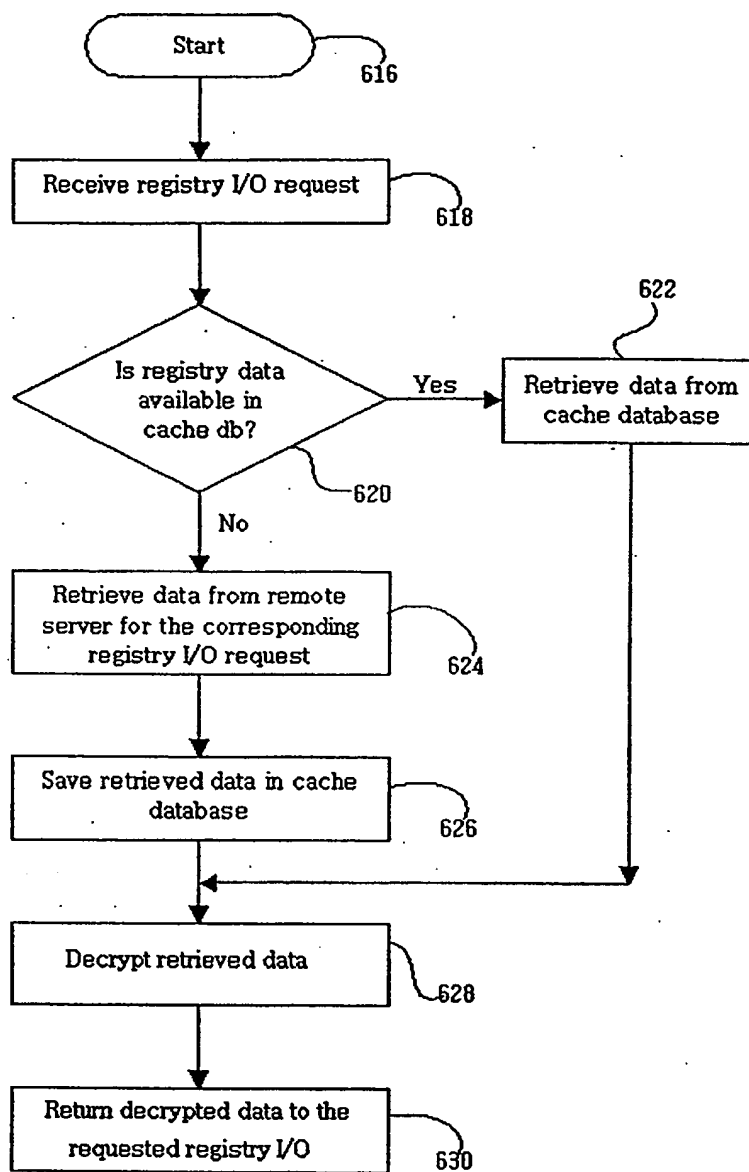 Start
616
Receive registry I/O request
618
622
Is registry data
available in
cache db?
Yes
Retrieve data from
cache database
620
No
Retrieve data from remote
server for the corresponding
registry I/O request
624
Save retrieved data in cache
database
626
Decrypt retrieved data
628
Return decrypted data to the
requested registry I/O
630